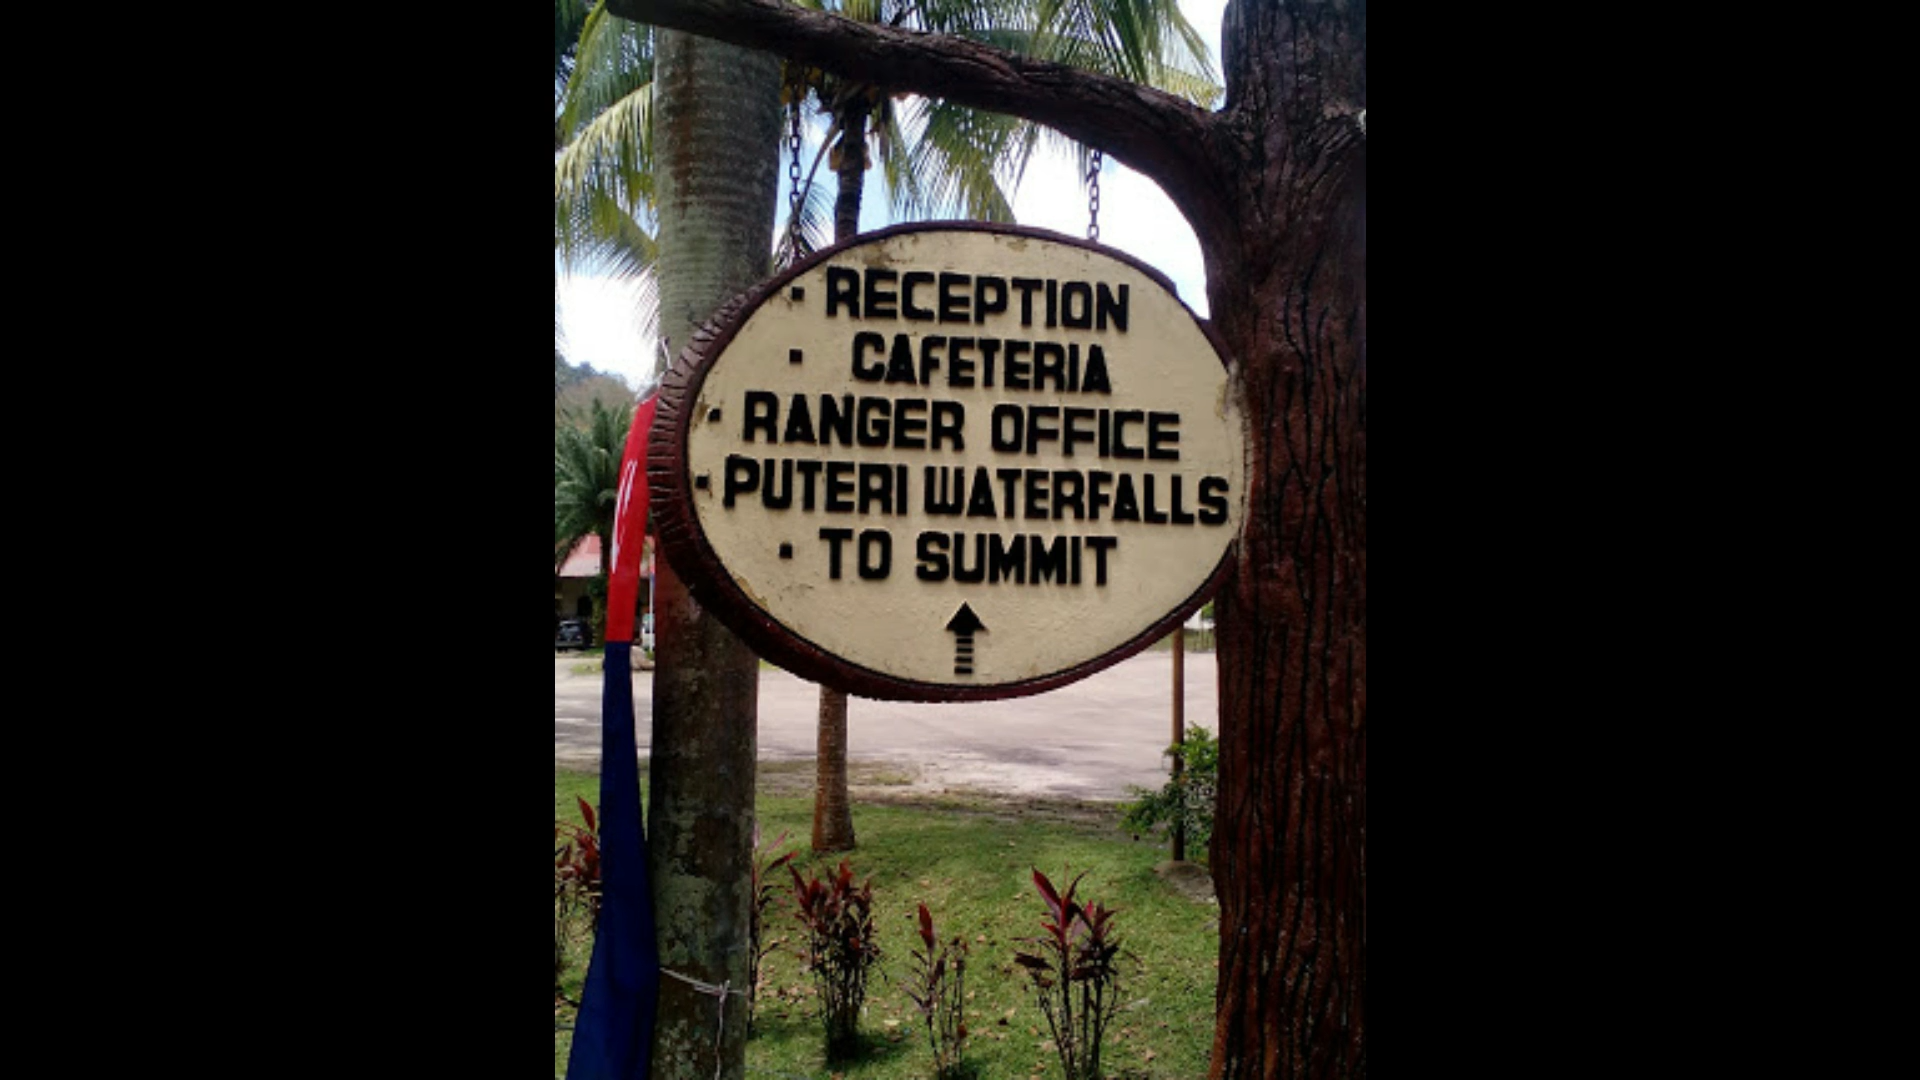 · RECEPTION
· CAFETERIA
· RANGER OFFICE
· PUTERI WATERFALLS
· TO SUMMIT